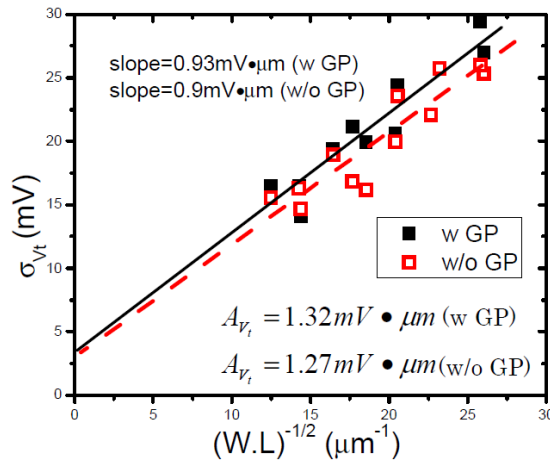 30
25
20
15
10
5
0
σVt (mV)
slope=0.93mV•μm (w GP)
slope=0.9mV•μm (w/o GP)
w GP
w/o GP
AVt = 1.32mV • μm (w GP)
AVt = 1.27mV • μm (w/o GP)
0 5 10 15 20 25 30
(W.L)^-1/2 (μm^-1)